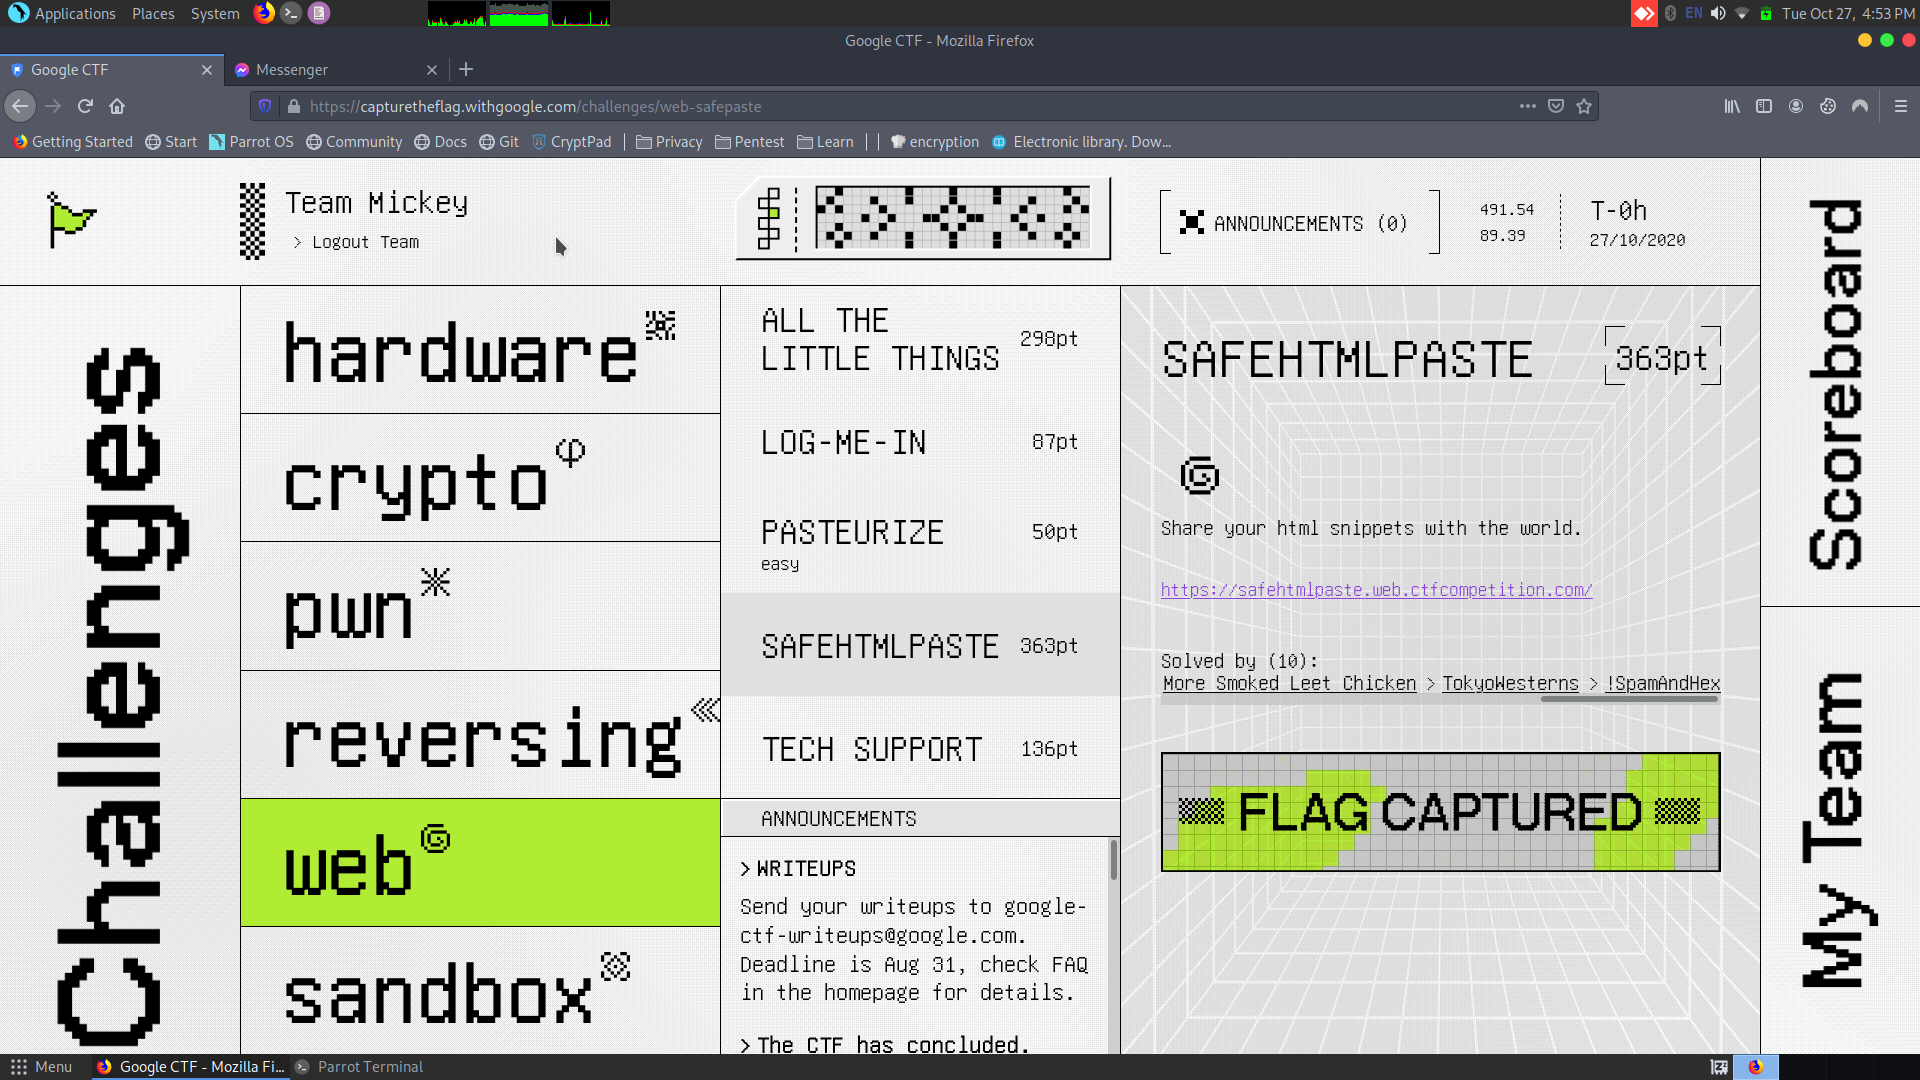 Applications
Places
System
EN
Tue Oct 27, 4:53 PM
Google CTF - Mozilla Firefox
Google CTF
Messenger
https://capturetheflag.withgoogle.com/challenges/web-safepaste
Getting Started
Start
Parrot OS
Community
Docs
Git
CryptPad
Privacy
Pentest
Learn
encryption
Electronic library. Dow...
Team Mickey
> Logout Team
ANNOUNCEMENTS (0)
491.54
89.39
T-0h
27/10/2020
Challenges
hardware
crypto
pwn
reversing
web
sandbox
ALL THE
LITTLE THINGS
298pt
LOG-ME-IN
87pt
PASTEURIZE
50pt
easy
SAFEHTMLPASTE
363pt
TECH SUPPORT
136pt
ANNOUNCEMENTS
> WRITEUPS
Send your writeups to google-
ctf-writeups@google.com.
Deadline is Aug 31, check FAQ
in the homepage for details.
> The CTF has concluded.
SAFEHTMLPASTE
363pt
Share your html snippets with the world.
https://safehtmlpaste.web.ctfcompetition.com/
Solved by (10):
More Smoked Leet Chicken > TokyoWesterns > !SpamAndHex
FLAG CAPTURED
Scoreboard
My Team
Menu
Google CTF - Mozilla Fi...
Parrot Terminal